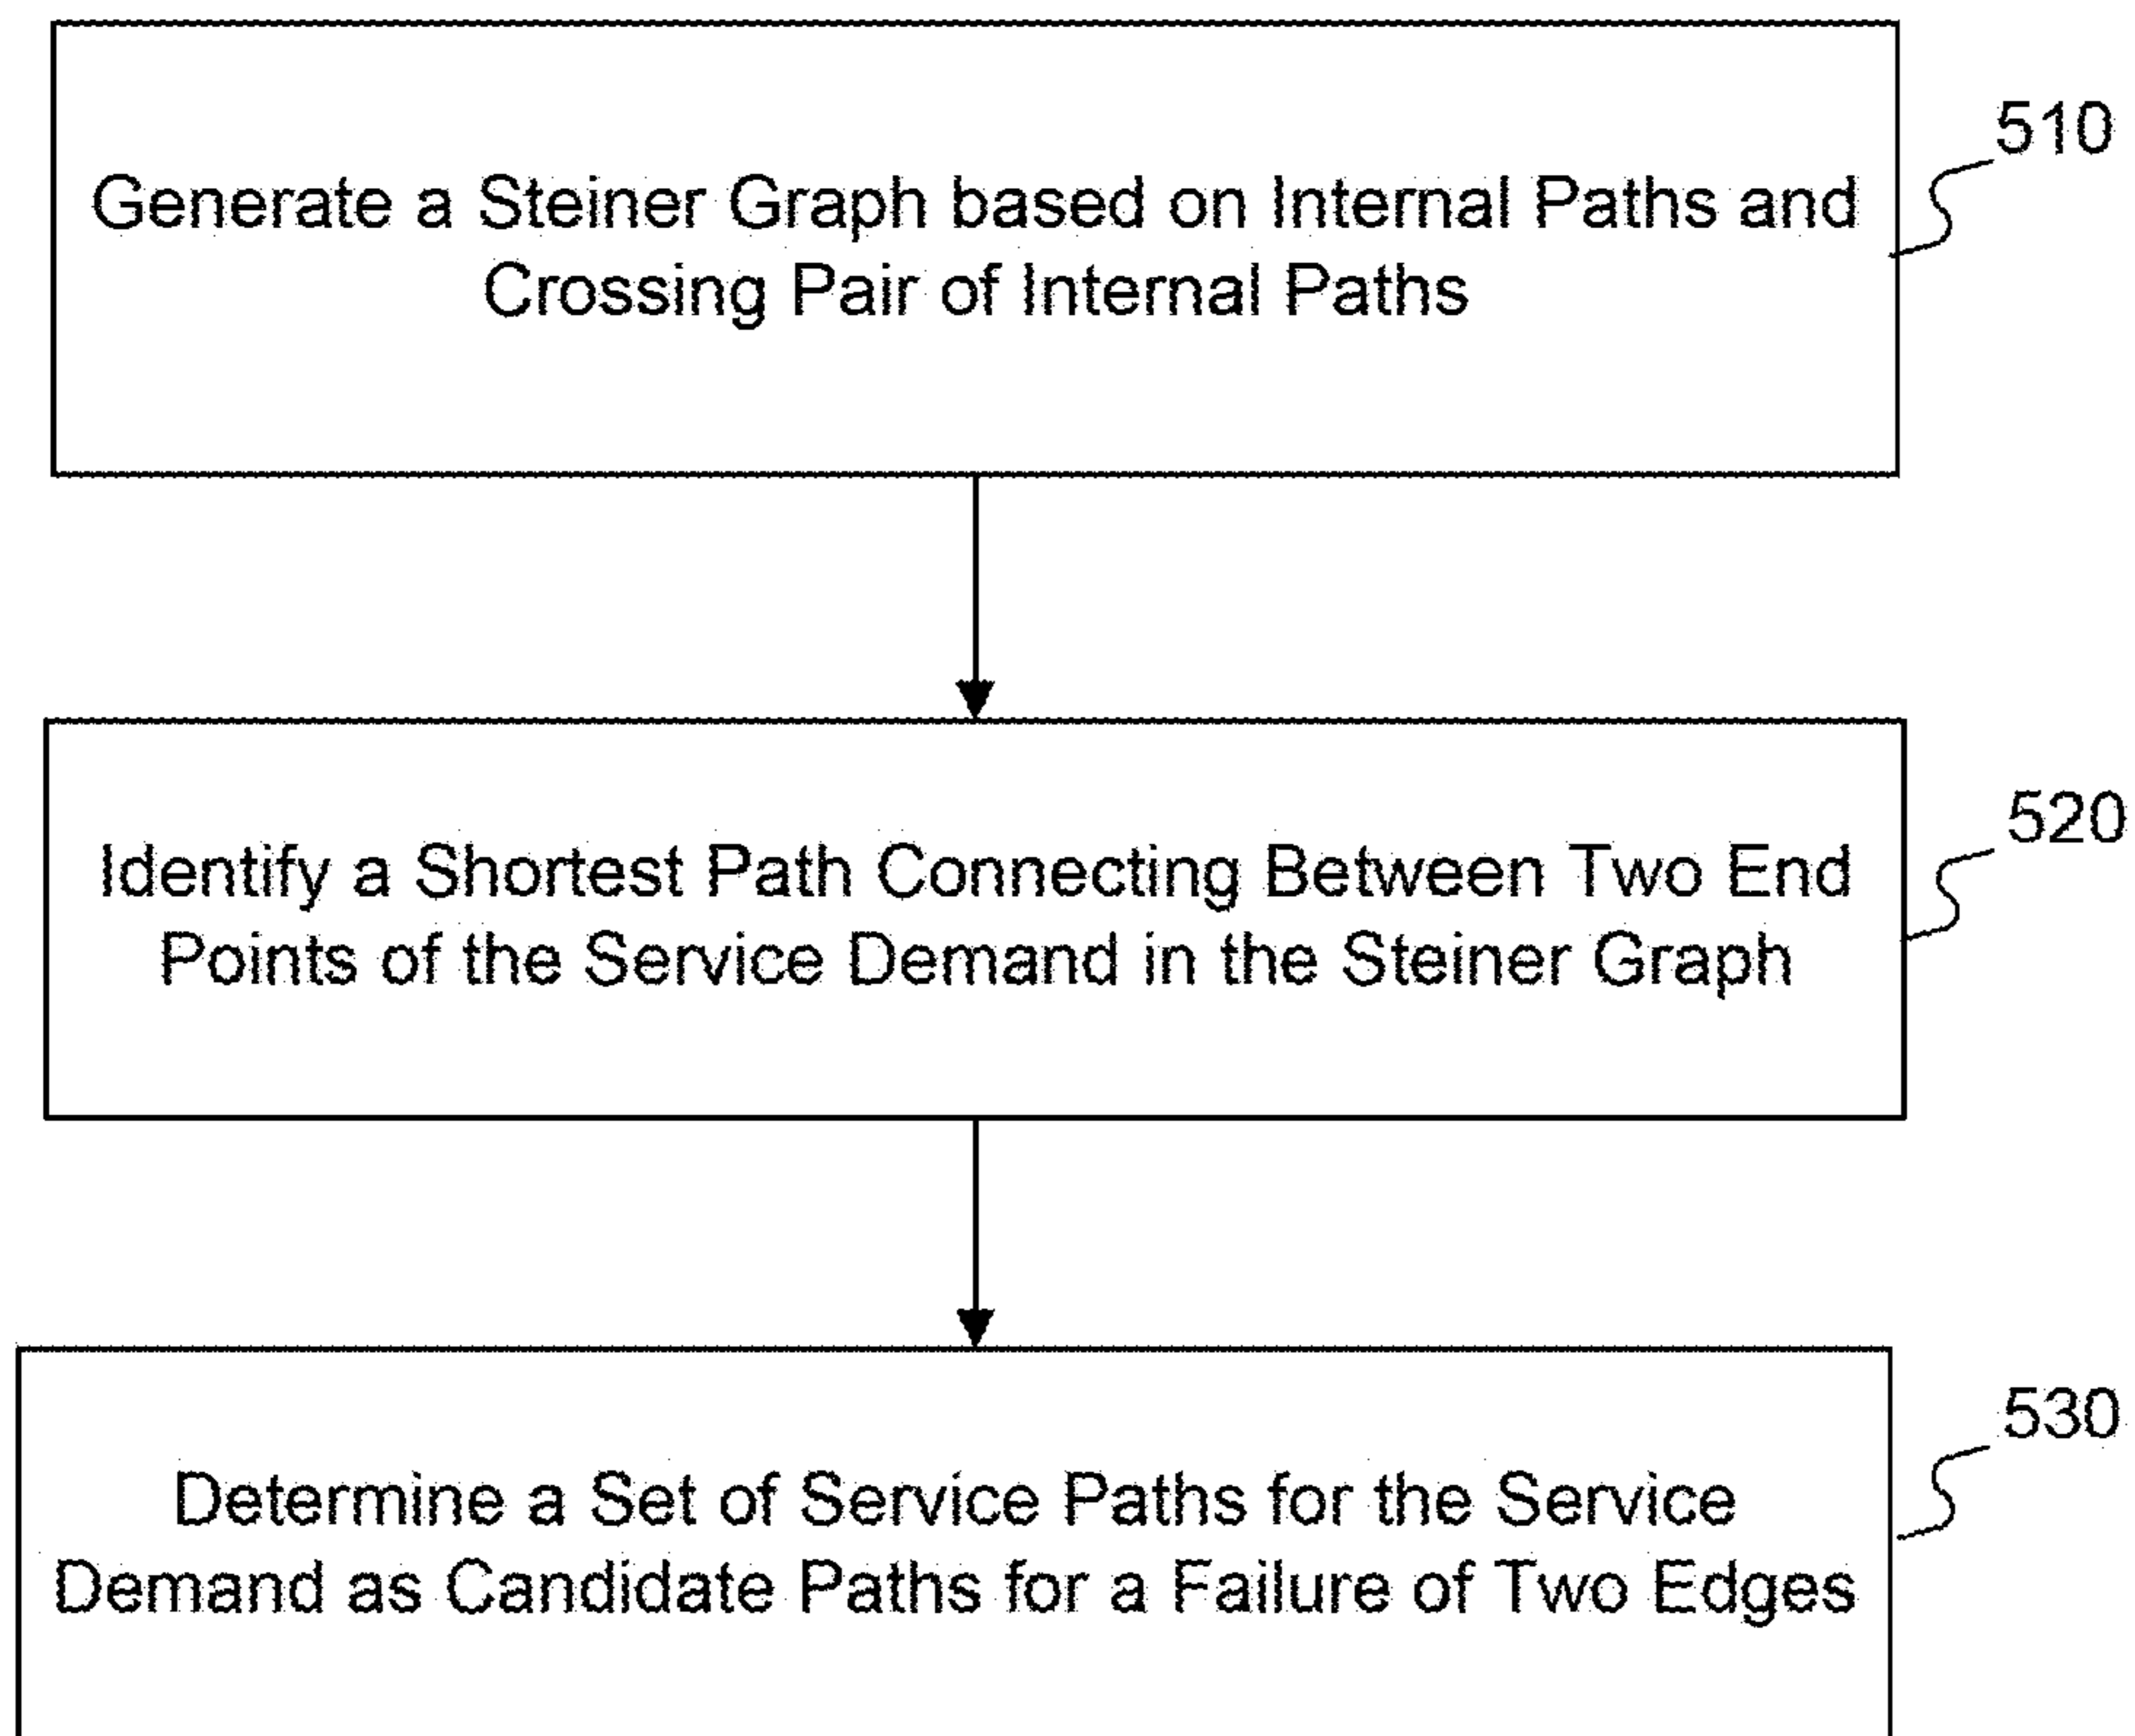 510
Generate a Steiner Graph based on Internal Paths and
Crossing Pair of Internal Paths
520
Identify a Shortest Path Connecting Between Two End
Points of the Service Demand in the Steiner Graph
530
Determine a Set of Service Paths for the Service
Demand as Candidate Paths for a Failure of Two Edges